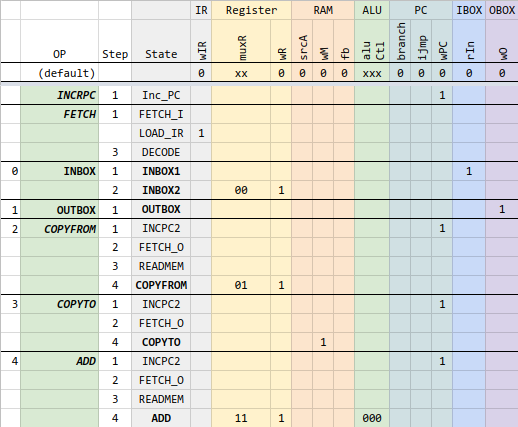 IR Register RAM ALU PC IBOX OBOX
OP Step State wIR muxR wR srcA wM fb alu Ctl branch ijmp wPC rIn wO
(default) 0 xx 0 0 0 0 xxx 0 0 0 0 0
INCRPC 1 Inc_PC 1
FETCH 1 FETCH_I
LOAD_IR 1
3 DECODE
0 INBOX 1 INBOX1 1
2 INBOX2 00 1
1 OUTBOX 1 OUTBOX 1
2 COPYFROM 1 INCPC2 1
2 FETCH_O
3 READMEM
4 COPYFROM 01 1
3 COPYTO 1 INCPC2 1
2 FETCH_O
4 COPYTO 1
4 ADD 1 INCPC2 1
2 FETCH_O
3 READMEM
4 ADD 11 1 000